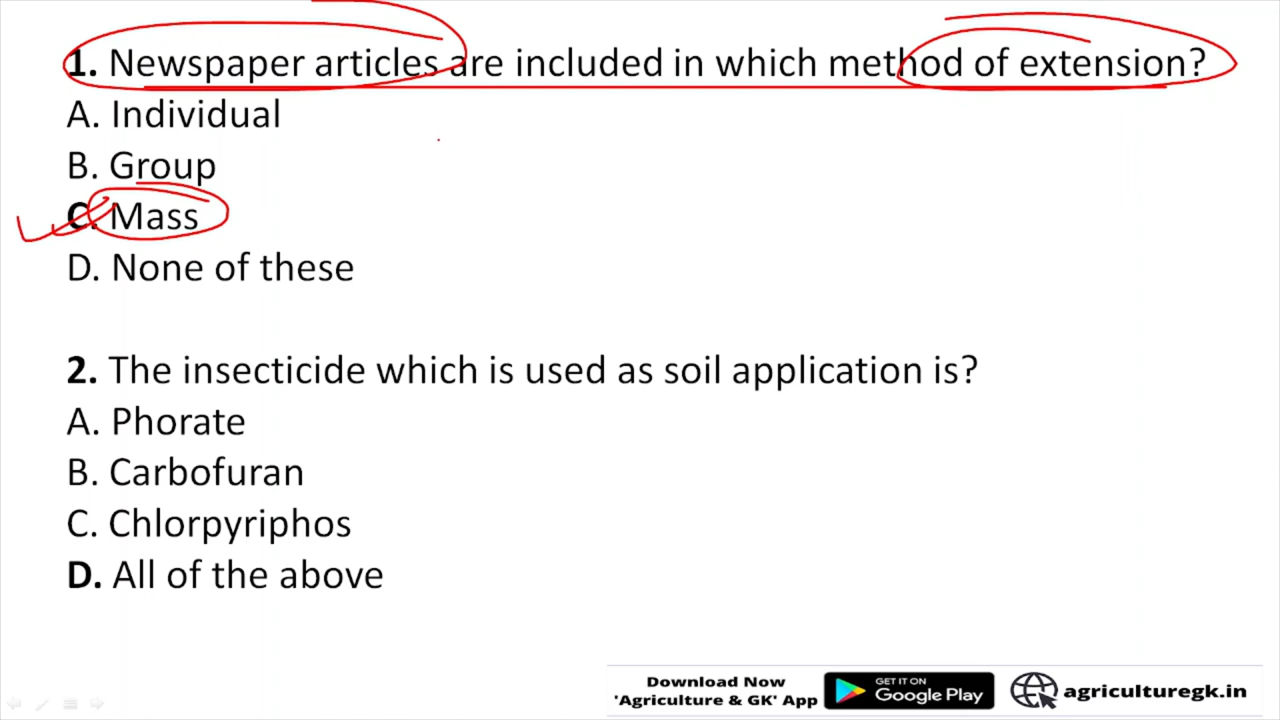 1. Newspaper articles are included in which method of extension?
A. Individual
B. Group
C. Mass
D. None of these
2. The insecticide which is used as soil application is?
A. Phorate
B. Carbofuran
C. Chlorpyriphos
D. All of the above
Download Now
'Agriculture & GK' App
GET IT ON
Google Play
agriculturegk.in